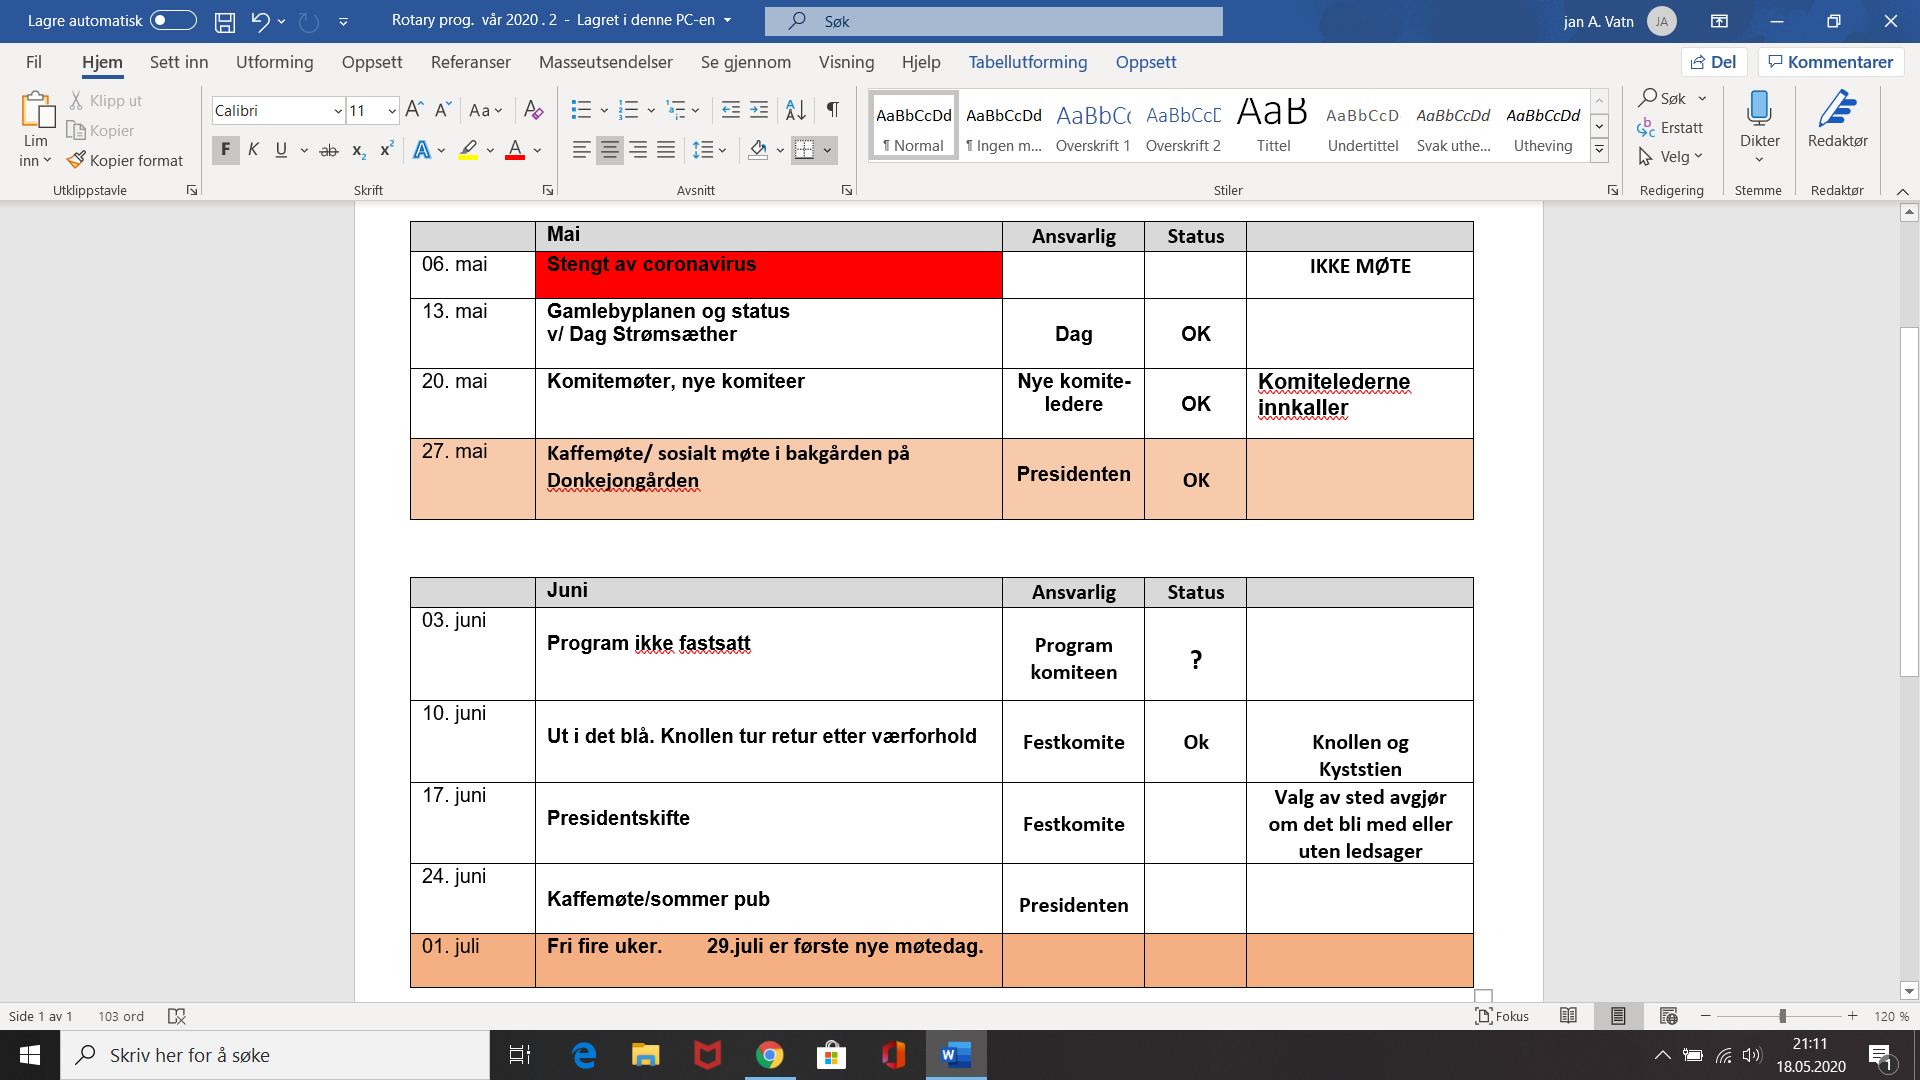 Lagre automatisk
Rotary prog.  vår 2020 . 2  -  Lagret i denne PC-en
Søk
jan A. Vatn
JA
Fil
Hjem
Sett inn
Utforming
Oppsett
Referanser
Masseutsendelser
Se gjennom
Visning
Hjelp
Tabellutforming
Oppsett
Del
Kommentarer
Lim
inn
Klipp ut
Kopier
Kopier format
Utklippstavle
Calibri
11
Aa
F K U ab x₂ x² A A
Skrift
Avsnitt
AaBbCcDd
¶ Normal
AaBbCcDd
¶ Ingen m...
AaBbCc
Overskrift 1
AaBbCcD
Overskrift 2
AaB
Tittel
AaBbCcD
Undertittel
AaBbCcDd
Svak uthe...
AaBbCcDd
Utheving
Stiler
Søk
Erstatt
Velg
Redigering
Dikter
Stemme
Redaktør
Redaktør
Mai Ansvarlig Status
06. mai Stengt av coronavirus IKKE MØTE
13. mai Gamlebyplanen og status
v/ Dag Strømsæther Dag OK
20. mai Komitemøter, nye komiteer Nye komite- Komitelederne
ledere OK innkaller
27. mai Kaffemøte/ sosialt møte i bakgården på
Donkejongården Presidenten OK
Juni Ansvarlig Status
03. juni
Program ikke fastsatt Program
komiteen ?
10. juni
Ut i det blå. Knollen tur retur etter værforhold Festkomite Ok Knollen og
Kyststien
17. juni Valg av sted avgjør
Presidentskifte Festkomite om det bli med eller
uten ledsager
24. juni
Kaffemøte/sommer pub Presidenten
01. juli Fri fire uker. 29.juli er første nye møtedag.
Side 1 av 1
103 ord
Fokus
120 %
Skriv her for å søke
21:11
18.05.2020
1